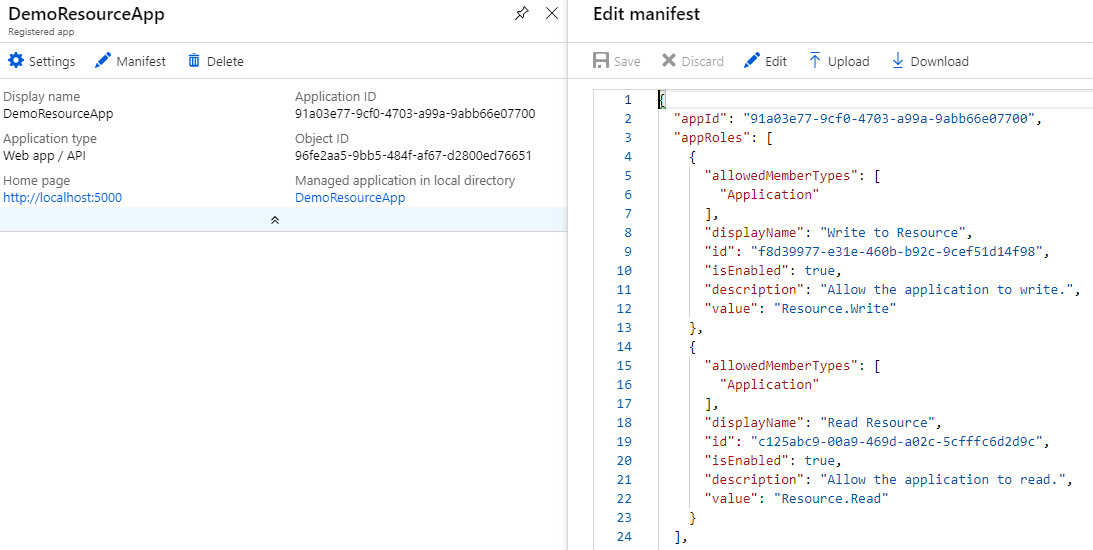 DemoResourceApp
Registered app
Settings Manifest Delete
Display name
DemoResourceApp
Application ID
91a03e77-9cf0-4703-a99a-9abb66e07700
Application type
Web app / API
Object ID
96fe2aa5-9bb5-484f-af67-d2800ed76651
Home page
http://localhost:5000
Managed application in local directory
DemoResourceApp
Edit manifest
Save Discard Edit Upload Download
1 {
2 "appId": "91a03e77-9cf0-4703-a99a-9abb66e07700",
3 "appRoles": [
4 {
5 "allowedMemberTypes": [
6 "Application"
7 ],
8 "displayName": "Write to Resource",
9 "id": "f8d39977-e31e-460b-b92c-9cef51d14f98",
10 "isEnabled": true,
11 "description": "Allow the application to write.",
12 "value": "Resource.Write"
13 },
14 {
15 "allowedMemberTypes": [
16 "Application"
17 ],
18 "displayName": "Read Resource",
19 "id": "c125abc9-00a9-469d-a02c-5cfffc6d2d9c",
20 "isEnabled": true,
21 "description": "Allow the application to read.",
22 "value": "Resource.Read"
23 }
24 ],